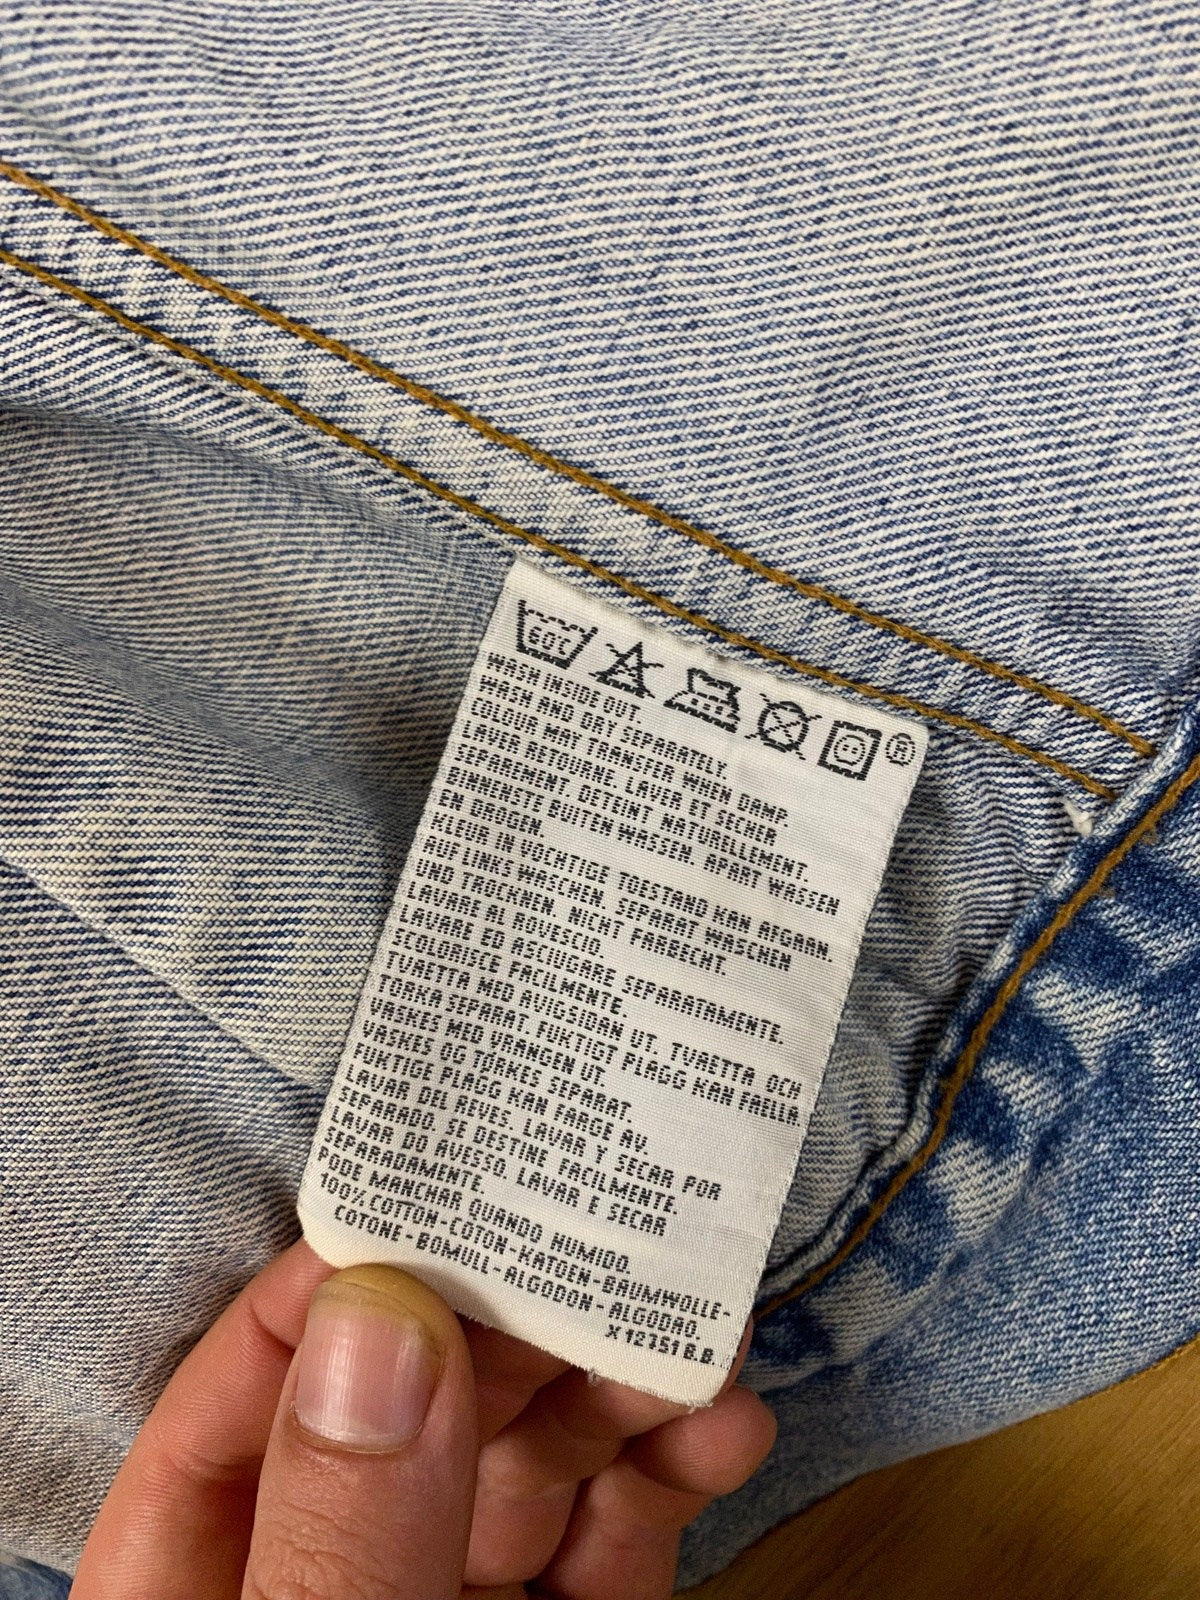 60C ®
WASH INSIDE OUT.
WASH AND DRY SEPARATELY.
COLOUR MAY TRANSFER WHEN DAMP.
LAVER RETOURNE. LAVER ET SECHER
SEPAREMENT. DETEINT NATURELLEMENT.
BINNENSTE BUITEN WASSEN. APART WASSEN
EN DROGEN.
KLEUR IN VOCHTIGE TOESTAND KAN AFGAAN.
AUF LINKS WASCHEN. SEPARAT WASCHEN
UND TROCKNEN. NICHT FARBECHT.
LAVARE AL ROVESCIO.
LAVARE ED ASCIUGARE SEPARATAMENTE.
SCOLORISCE FACILMENTE.
TVAETTA MED AVIGSIDAN UT. TVAETTA OCH
TORKA SEPARAT. FUKTIGT PLAGG KAN FAELLA.
VASKES MED VRANGEN UT.
VASKES OG TORKES SEPARAT.
FUKTIGE PLAGG KAN FARGE AV.
LAVAR DEL REVES. LAVAR Y SECAR POR
SEPARADO. SE DESTINE FACILMENTE.
LAVAR DO AVESSO. LAVAR E SECAR
SEPARADAMENTE.
PODE MANCHAR QUANDO HUMIDO.
100% COTTON-COTON-KATOEN-BAUMWOLLE-
COTONE-BOMULL-ALGODON-ALGODAO.
X 12351 B.B.